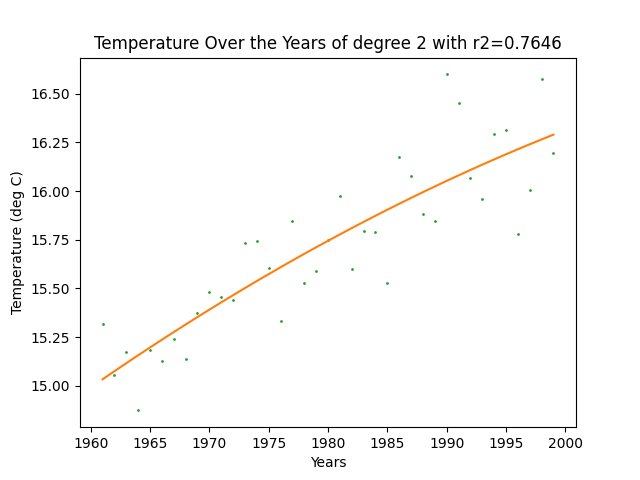 Temperature Over the Years of degree 2 with r2=0.7646
16.50
16.25
16.00
15.75
15.50
15.25
15.00
Temperature (deg C)
1960 1965 1970 1975 1980 1985 1990 1995 2000
Years